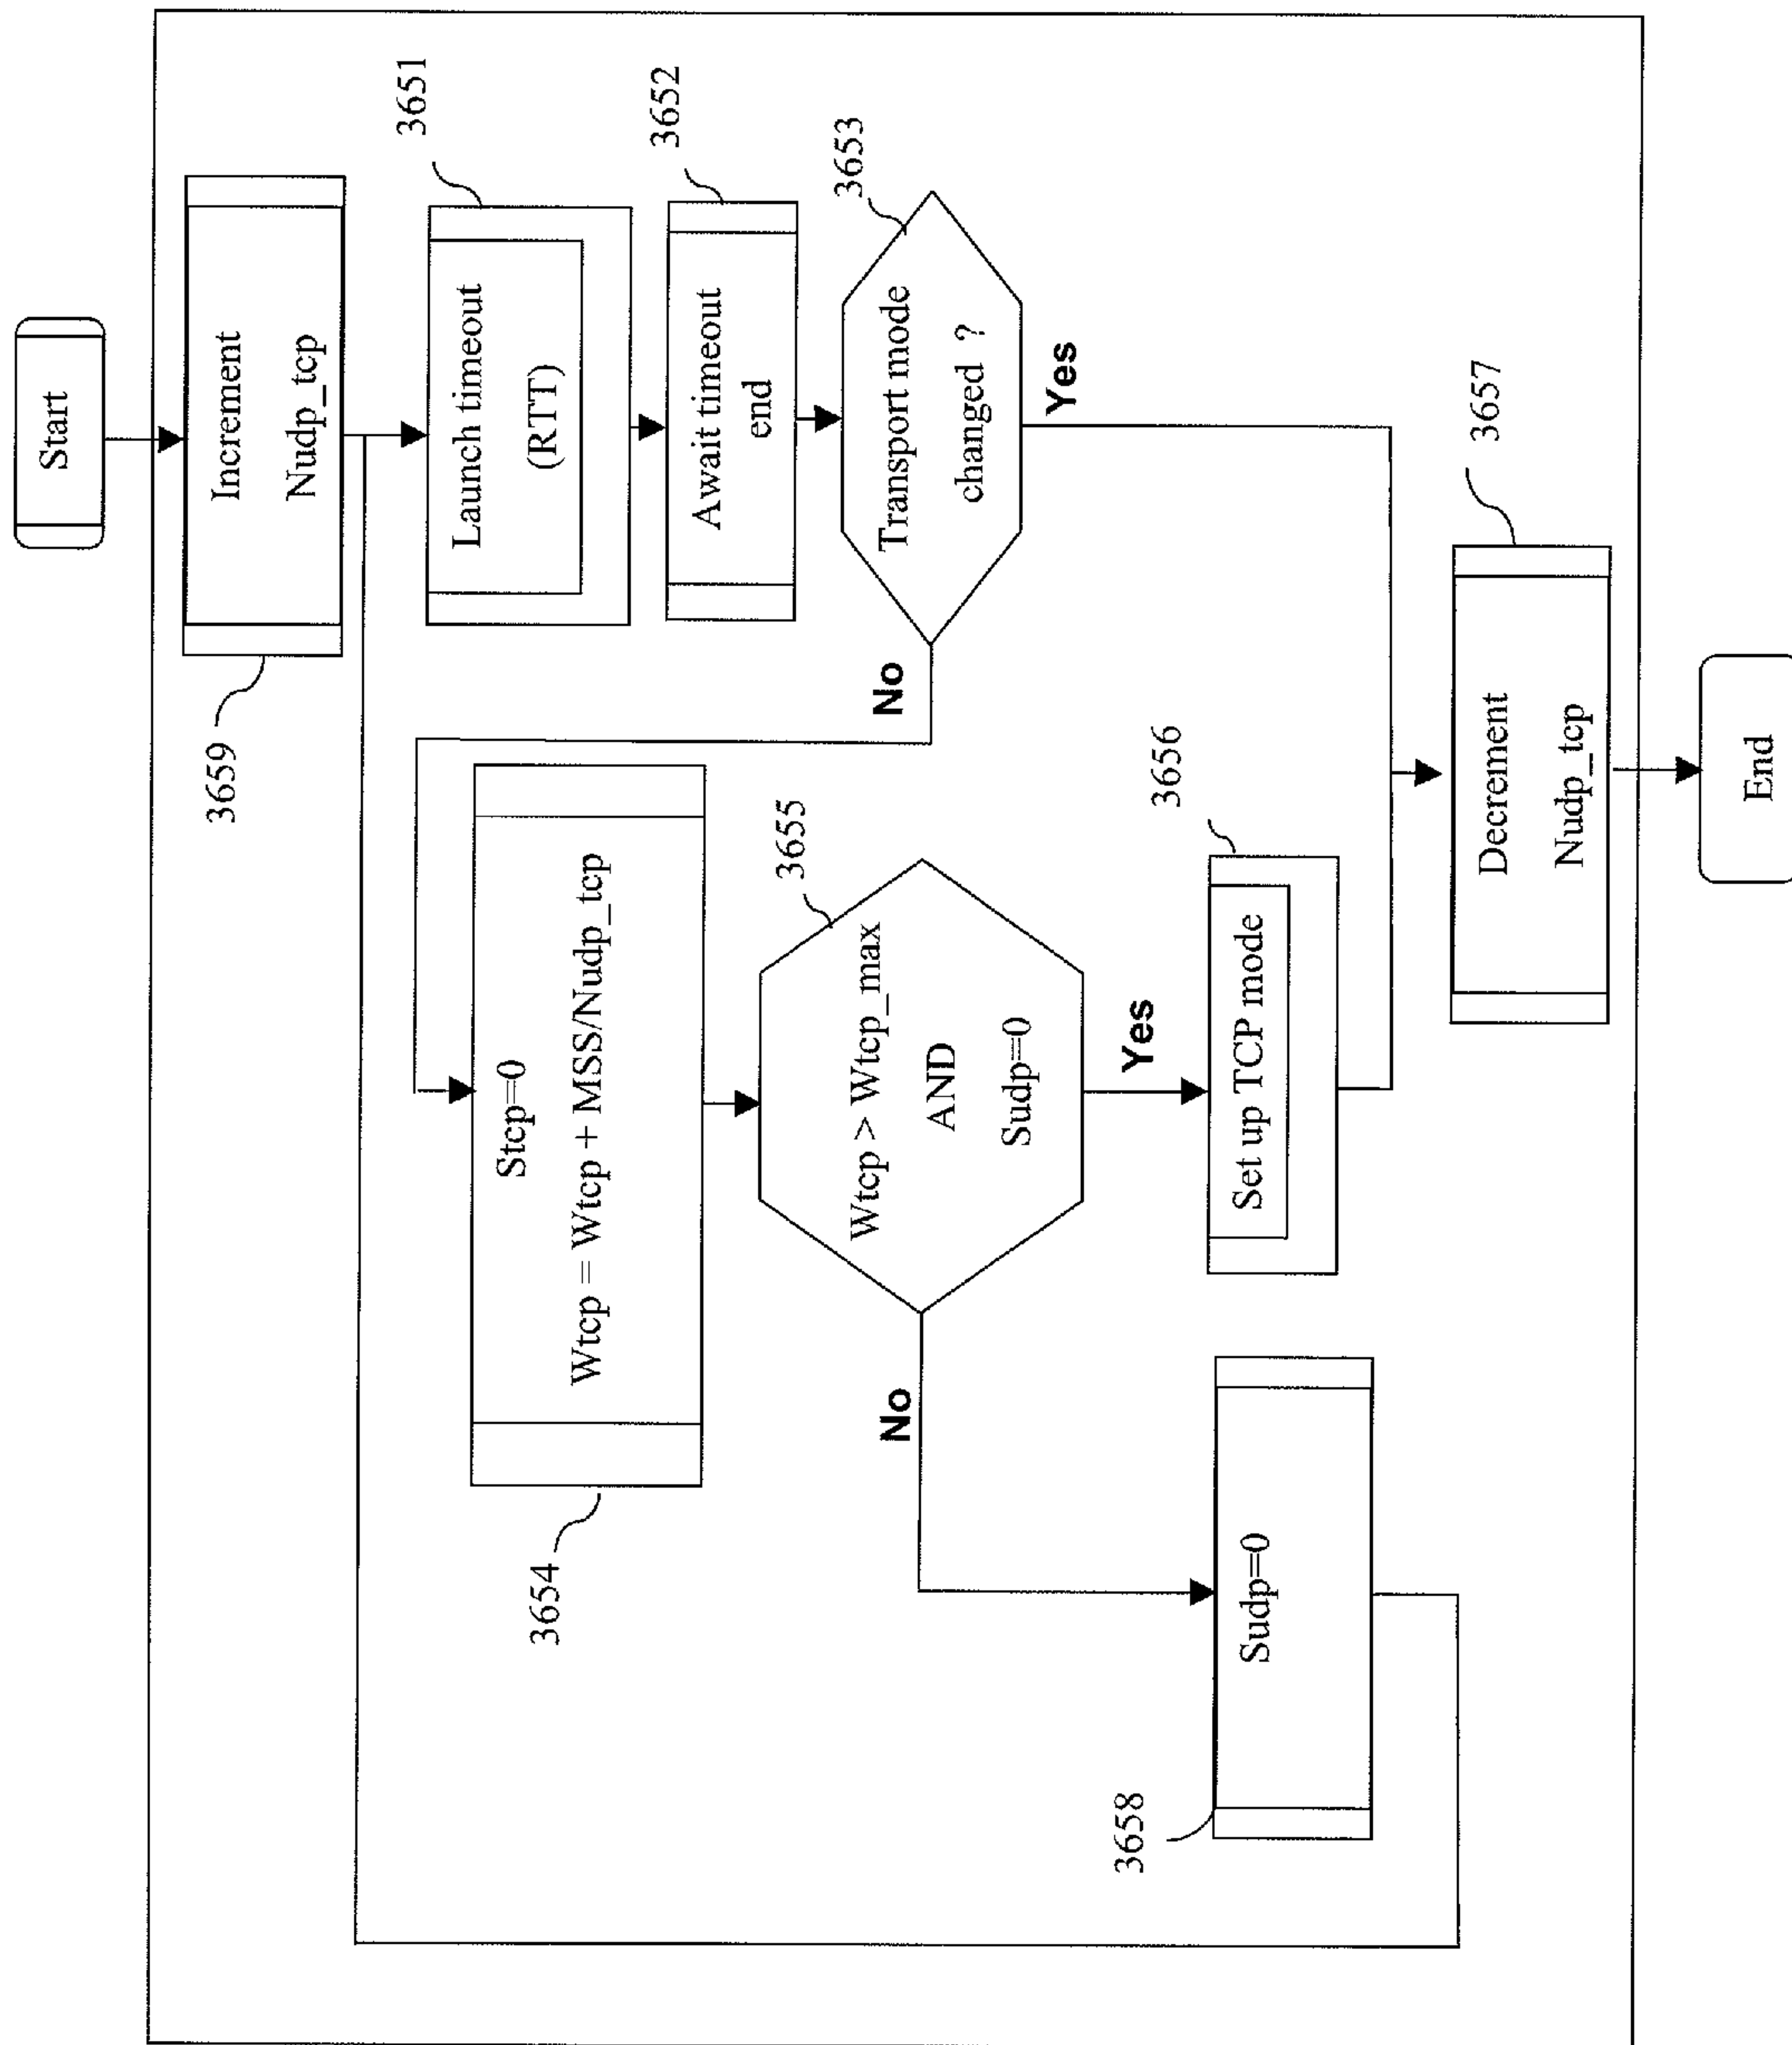 Start
Increment
Nudp_tcp
3659
Launch timeout
(RTT)
3651
Await timeout
end
3652
Transport mode
changed ?
3653
No
Yes
Stcp=0
Wtcp = Wtcp + MSS/Nudp_tcp
3654
Wtcp > Wtcp_max
AND
Sudp=0
3655
No
Yes
Set up TCP mode
3656
Sudp=0
3658
Decrement
Nudp_tcp
3657
End